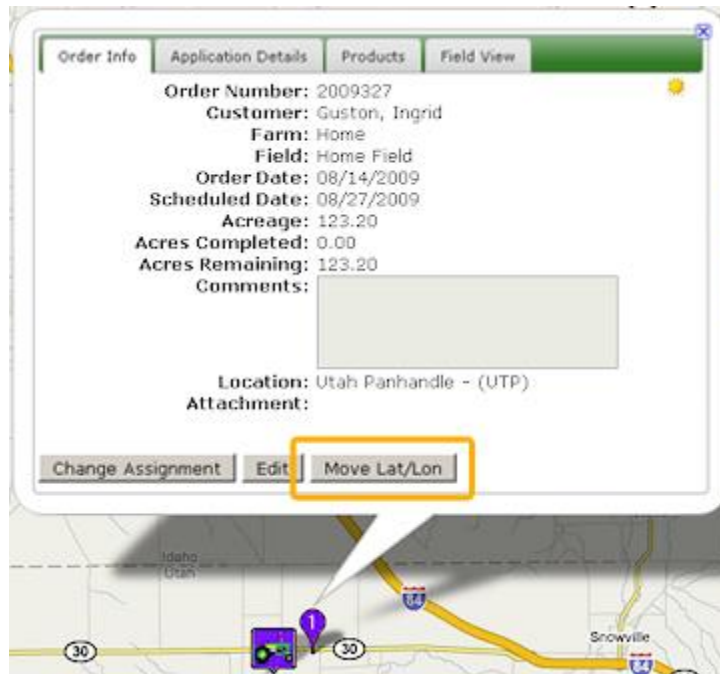 Order Info Application Details Products Field View
Order Number: 2009327
Customer: Guston, Ingrid
Farm: Home
Field: Home Field
Order Date: 08/14/2009
Scheduled Date: 08/27/2009
Acreage: 123.20
Acres Completed: 0.00
Acres Remaining: 123.20
Comments:
Location: Utah Panhandle - (UTP)
Attachment:
Change Assignment Edit Move Lat/Lon
Idaho
Utah
84
1
30
30
Snowville
84